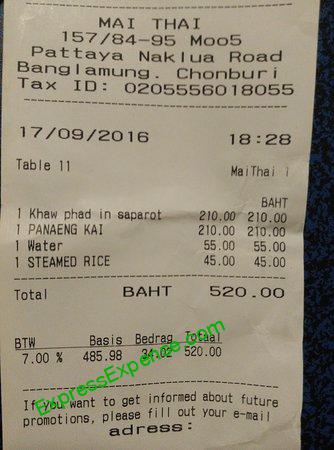 MAI THAI
157/84-95 Moo5
Pattaya Naklua Road
Banglamung. Chonburi
Tax ID: 0205556018055
17/09/2016 18:28
Table 11 MaiThai 1
BAHT
1 Khaw phad in saparot 210.00 210.00
1 PANAENG KAI 210.00 210.00
1 Water 55.00 55.00
1 STEAMED RICE 45.00 45.00
Total BAHT 520.00
BTW Basis Bedrag Totaal
7.00 % 485.98 34.02 520.00
ExpressExpence.com
If you want to get informed about future
promotions, please fill out your e-mail
adress: